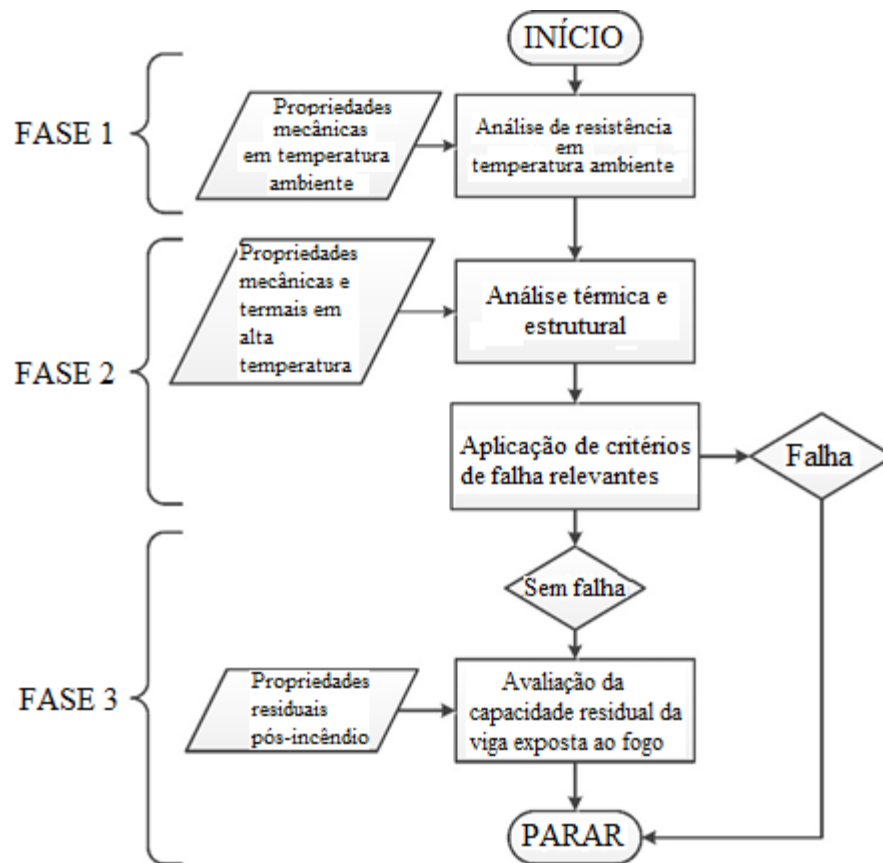 INÍCIO
FASE 1
Propriedades
mecânicas
em temperatura
ambiente
Análise de resistência
em
temperatura ambiente
FASE 2
Propriedades
mecânicas e
termais em
alta
temperatura
Análise térmica e
estrutural
Aplicação de critérios
de falha relevantes
Falha
Sem falha
FASE 3
Propriedades
residuais
pós-incêndio
Avaliação da
capacidade residual da
viga exposta ao fogo
PARAR